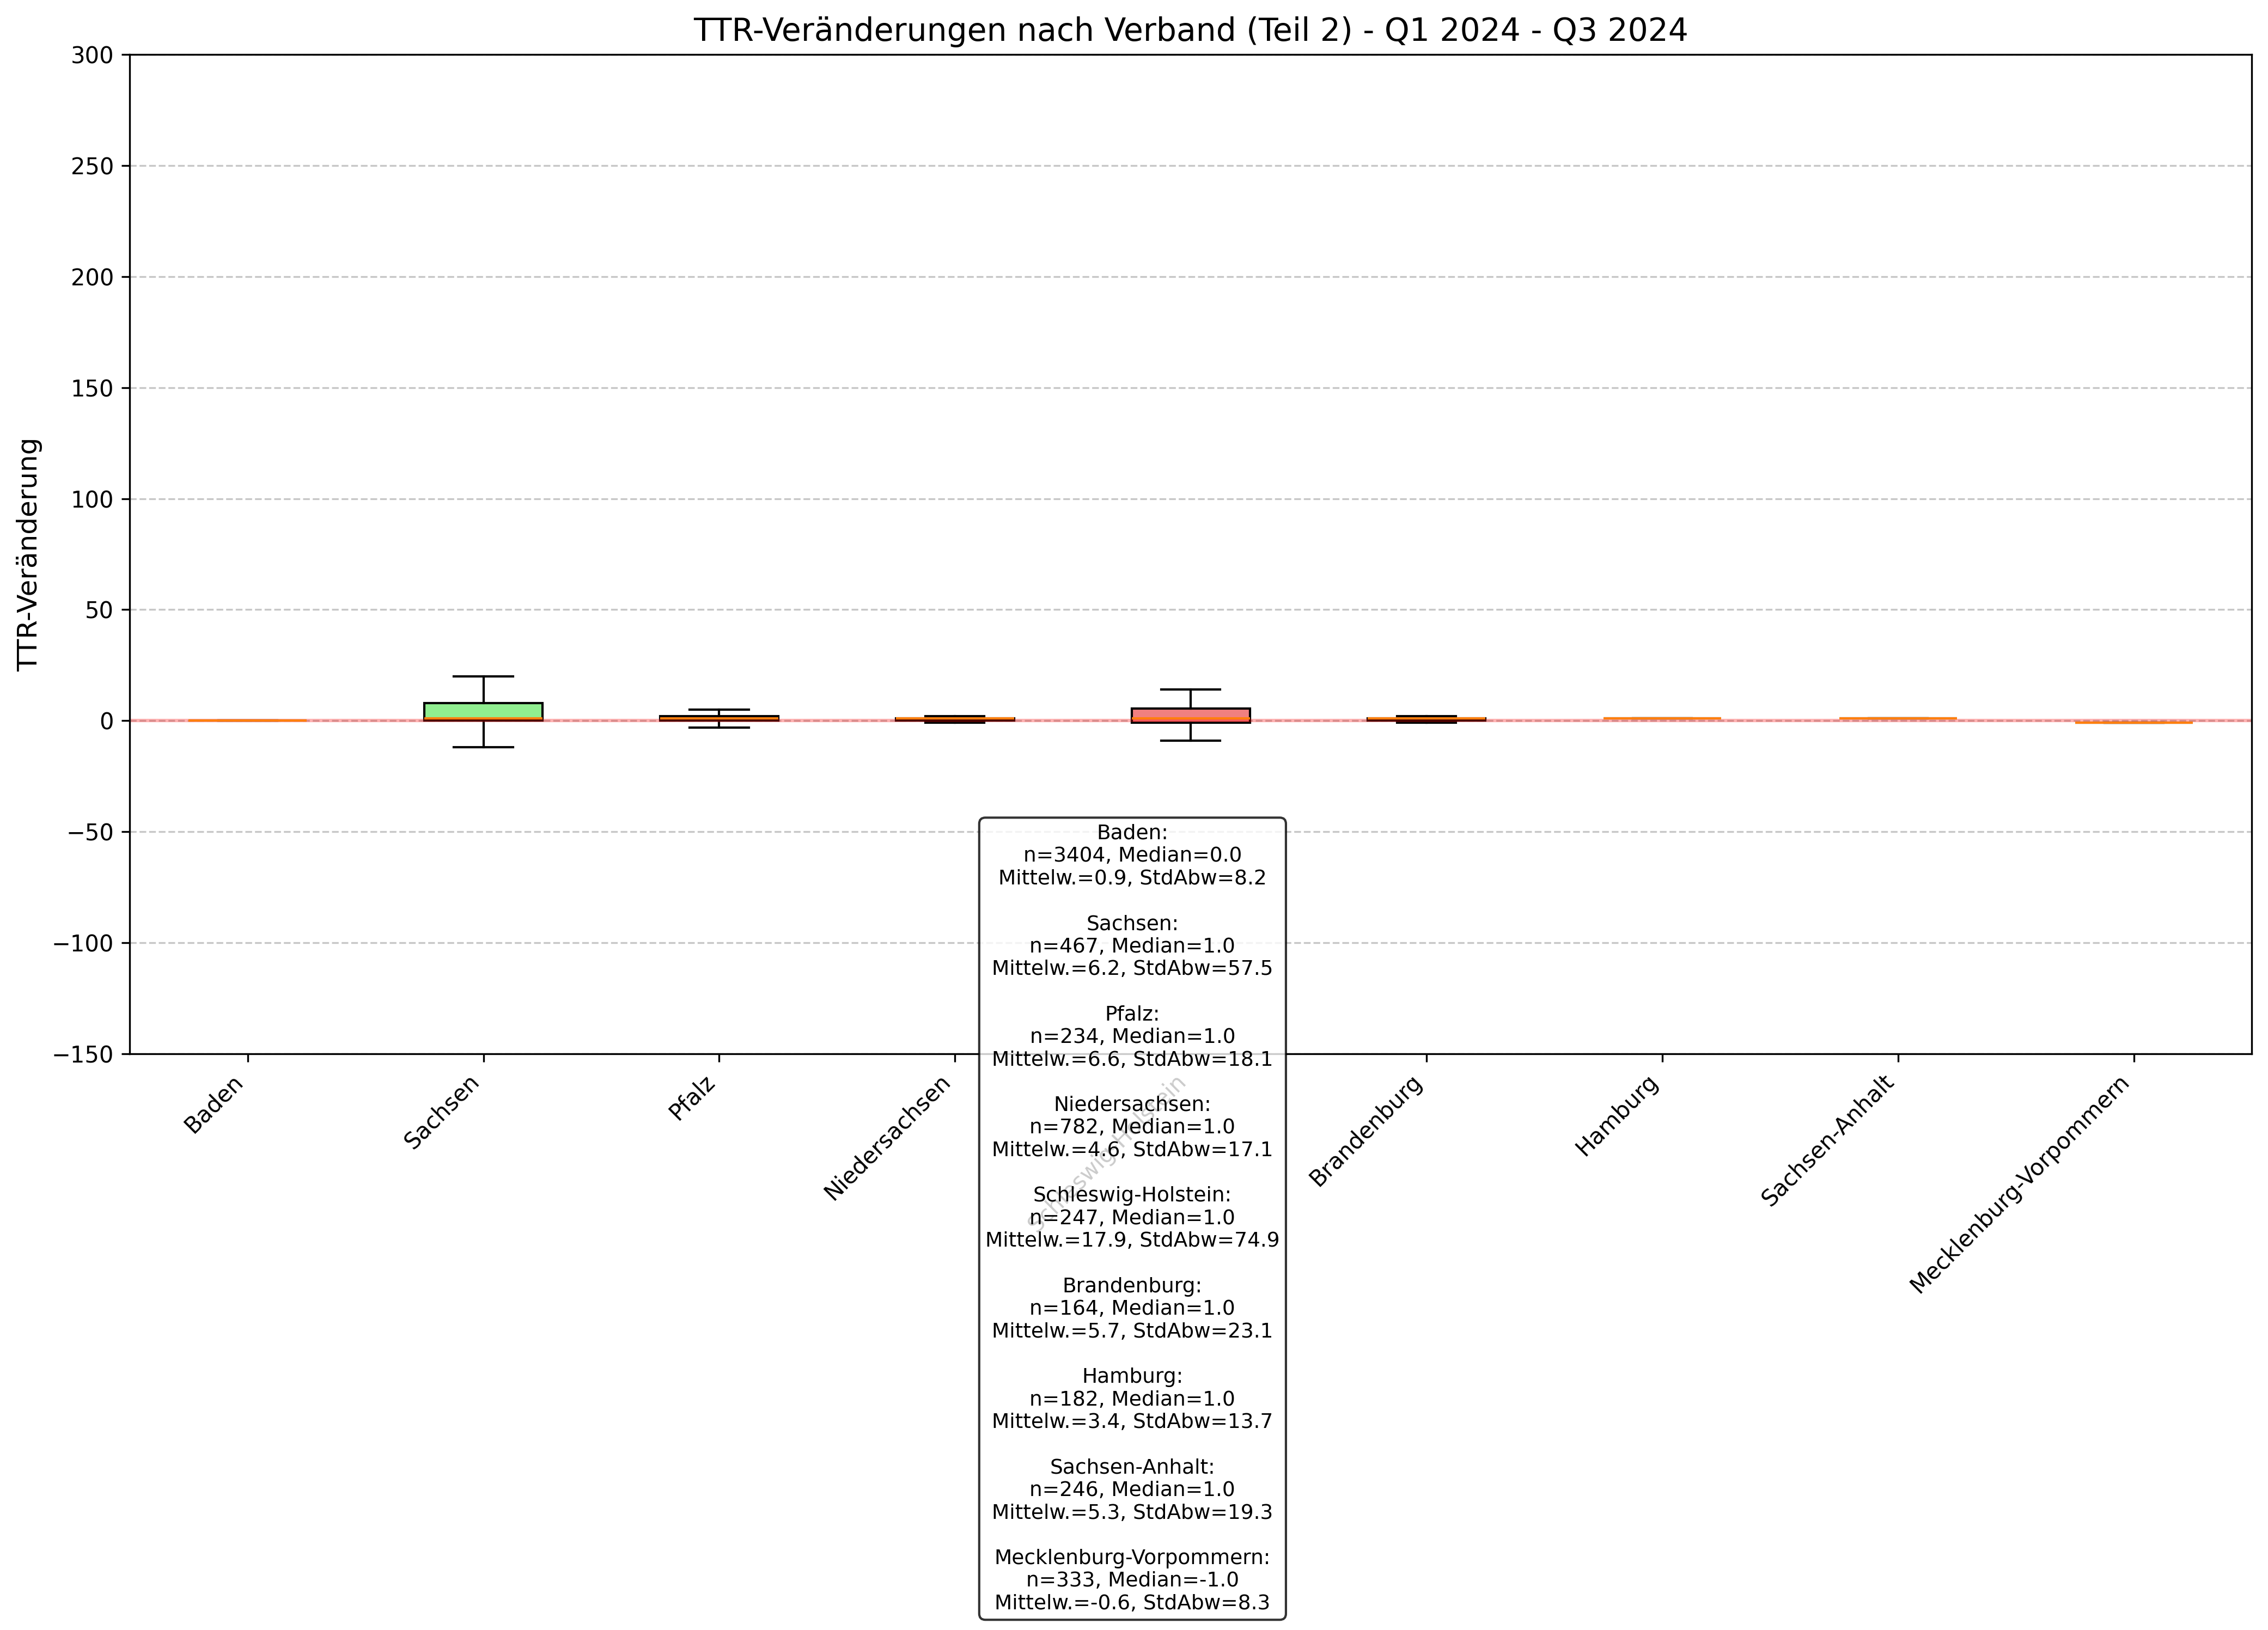 TTR-Veränderungen nach Verband (Teil 2) - Q1 2024 - Q3 2024
TTR-Veränderung
300
250
200
150
100
50
0
−50
−100
−150
Baden
Sachsen
Pfalz
Niedersachsen
Schleswig-Holstein
Brandenburg
Hamburg
Sachsen-Anhalt
Mecklenburg-Vorpommern
Baden:
n=3404, Median=0.0
Mittelw.=0.9, StdAbw=8.2
Sachsen:
n=467, Median=1.0
Mittelw.=6.2, StdAbw=57.5
Pfalz:
n=234, Median=1.0
Mittelw.=6.6, StdAbw=18.1
Niedersachsen:
n=782, Median=1.0
Mittelw.=4.6, StdAbw=17.1
Schleswig-Holstein:
n=247, Median=1.0
Mittelw.=17.9, StdAbw=74.9
Brandenburg:
n=164, Median=1.0
Mittelw.=5.7, StdAbw=23.1
Hamburg:
n=182, Median=1.0
Mittelw.=3.4, StdAbw=13.7
Sachsen-Anhalt:
n=246, Median=1.0
Mittelw.=5.3, StdAbw=19.3
Mecklenburg-Vorpommern:
n=333, Median=-1.0
Mittelw.=-0.6, StdAbw=8.3